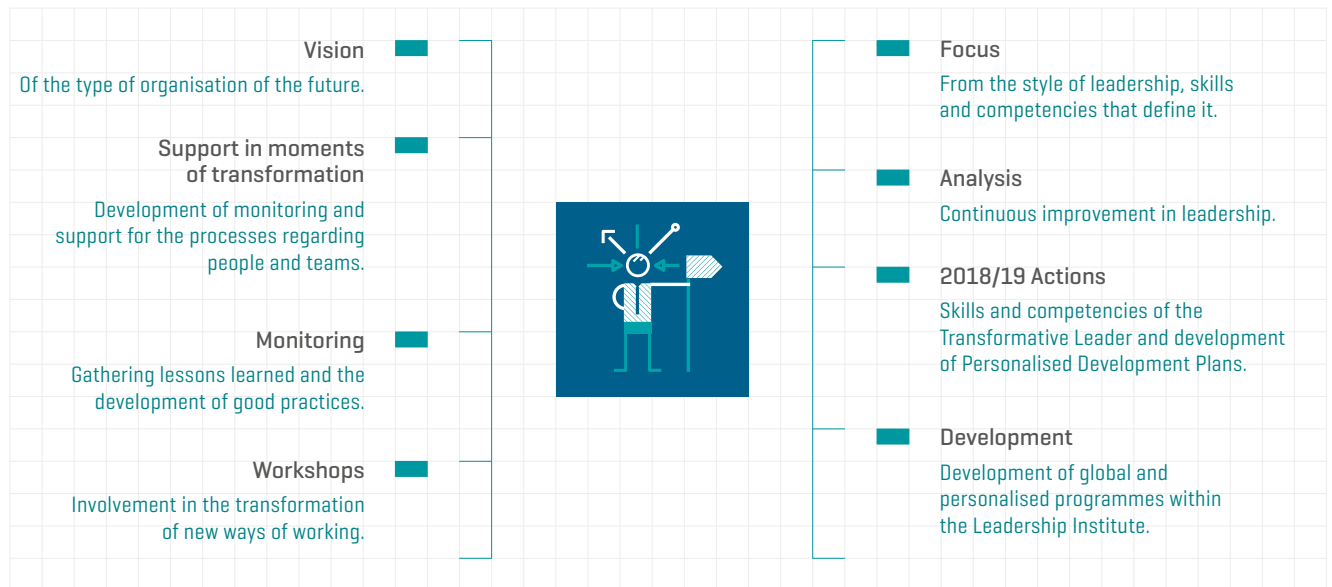 Vision
Of the type of organisation of the future.
Support in moments
of transformation
Development of monitoring and
support for the processes regarding
people and teams.
Monitoring
Gathering lessons learned and the
development of good practices.
Workshops
Involvement in the transformation
of new ways of working.
Focus
From the style of leadership, skills
and competencies that define it.
Analysis
Continuous improvement in leadership.
2018/19 Actions
Skills and competencies of the
Transformative Leader and development
of Personalised Development Plans.
Development
Development of global and
personalised programmes within
the Leadership Institute.